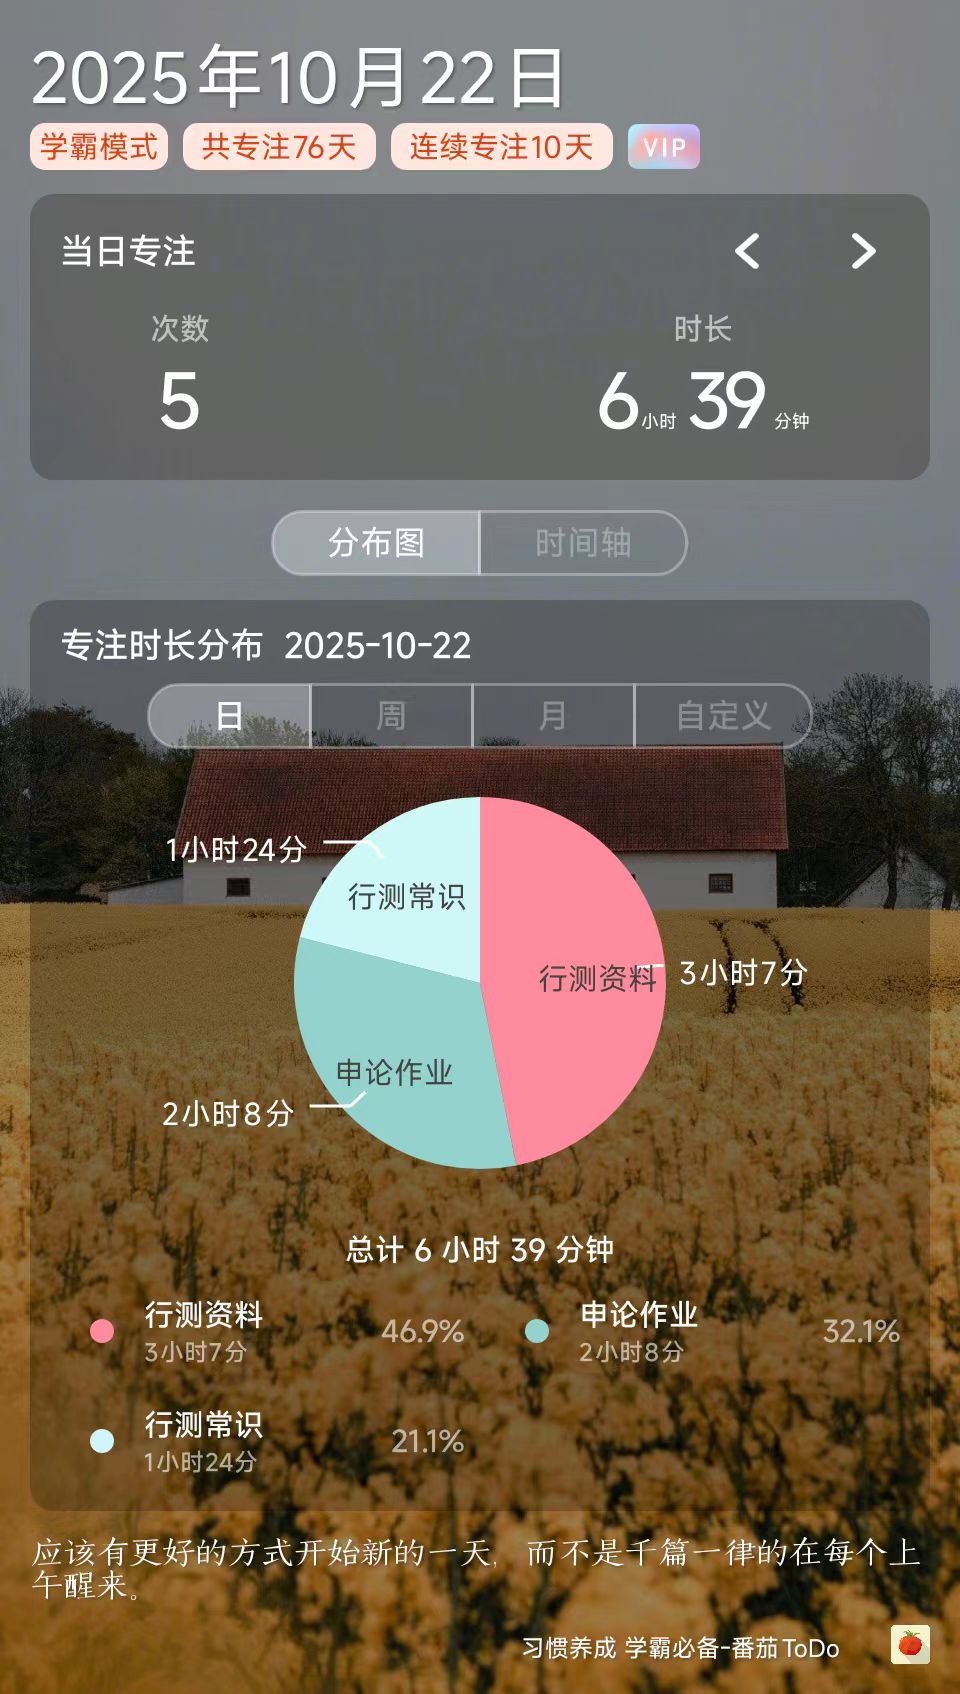 2025年10月22日
学霸模式 共专注76天 连续专注10天 VIP
当日专注
次数 时长
5 6小时 39分钟
分布图 时间轴
专注时长分布 2025-10-22
日 周 月 自定义
1小时24分
行测常识
行测资料 3小时7分
申论作业
2小时8分
总计 6 小时 39 分钟
行测资料 46.9% 申论作业 32.1%
3小时7分 2小时8分
行测常识 21.1%
1小时24分
应该有更好的方式开始新的一天，而不是千篇一律的在每个上
午醒来。
习惯养成 学霸必备-番茄ToDo